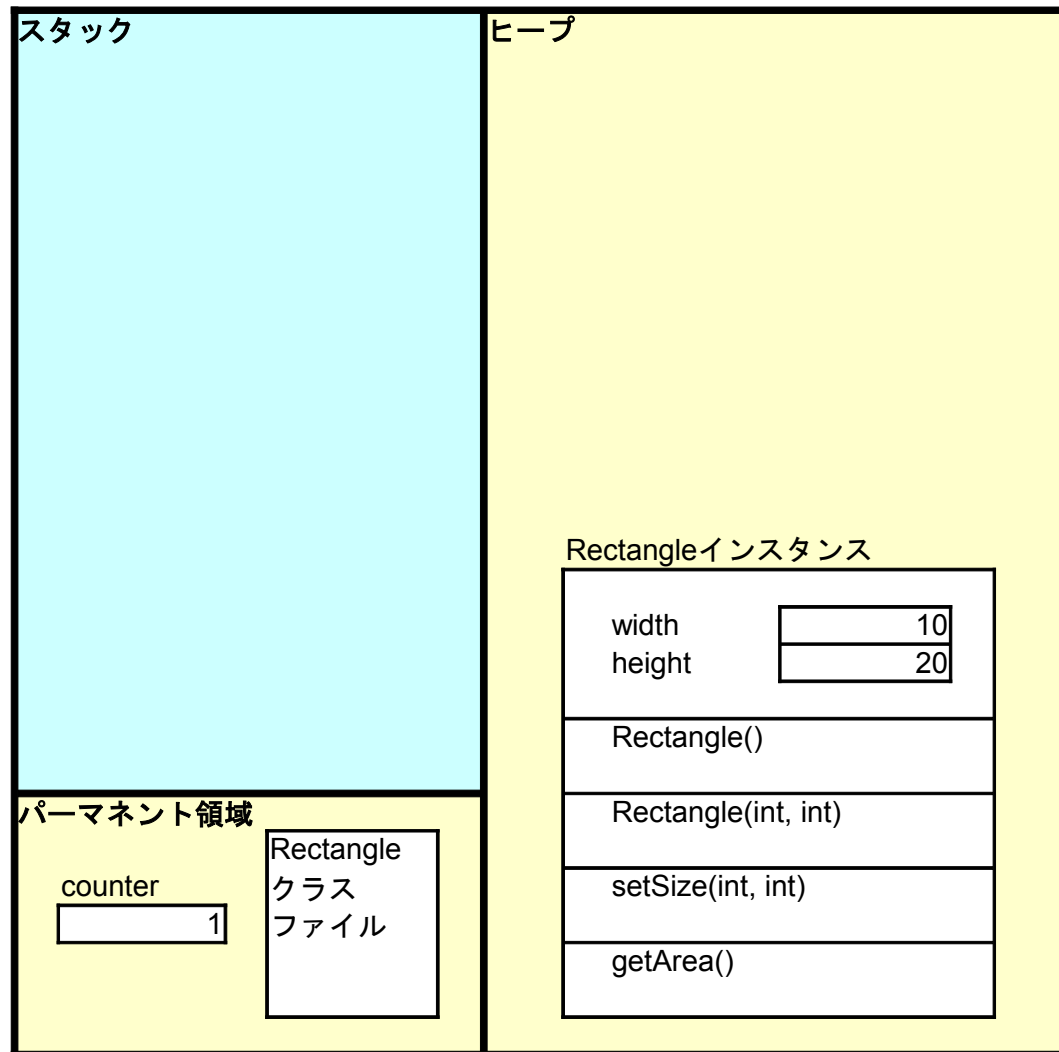 スタック
ヒープ
Rectangleインスタンス
width 10
height 20
Rectangle()
Rectangle(int, int)
setSize(int, int)
getArea()
パーマネント領域
counter
1
Rectangle
クラス
ファイル